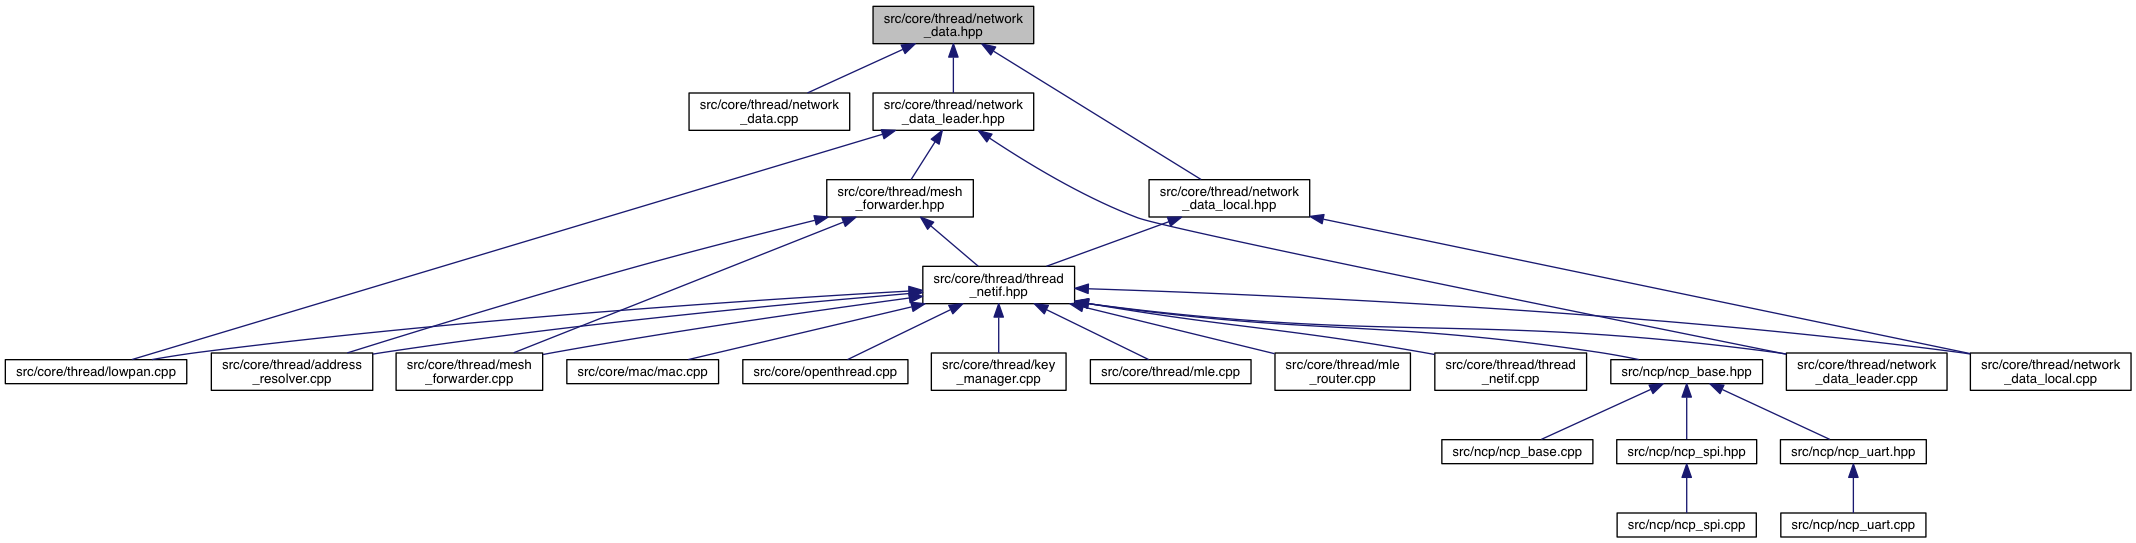 src/core/thread/network
_data.hpp
src/core/thread/network
_data.cpp
src/core/thread/network
_data_leader.hpp
src/core/thread/mesh
_forwarder.hpp
src/core/thread/network
_data_local.hpp
src/core/thread/thread
_netif.hpp
src/core/thread/lowpan.cpp
src/core/thread/address
_resolver.cpp
src/core/thread/mesh
_forwarder.cpp
src/core/mac/mac.cpp
src/core/openthread.cpp
src/core/thread/key
_manager.cpp
src/core/thread/mle.cpp
src/core/thread/mle
_router.cpp
src/core/thread/thread
_netif.cpp
src/ncp/ncp_base.hpp
src/core/thread/network
_data_leader.cpp
src/core/thread/network
_data_local.cpp
src/ncp/ncp_base.cpp
src/ncp/ncp_spi.hpp
src/ncp/ncp_uart.hpp
src/ncp/ncp_spi.cpp
src/ncp/ncp_uart.cpp